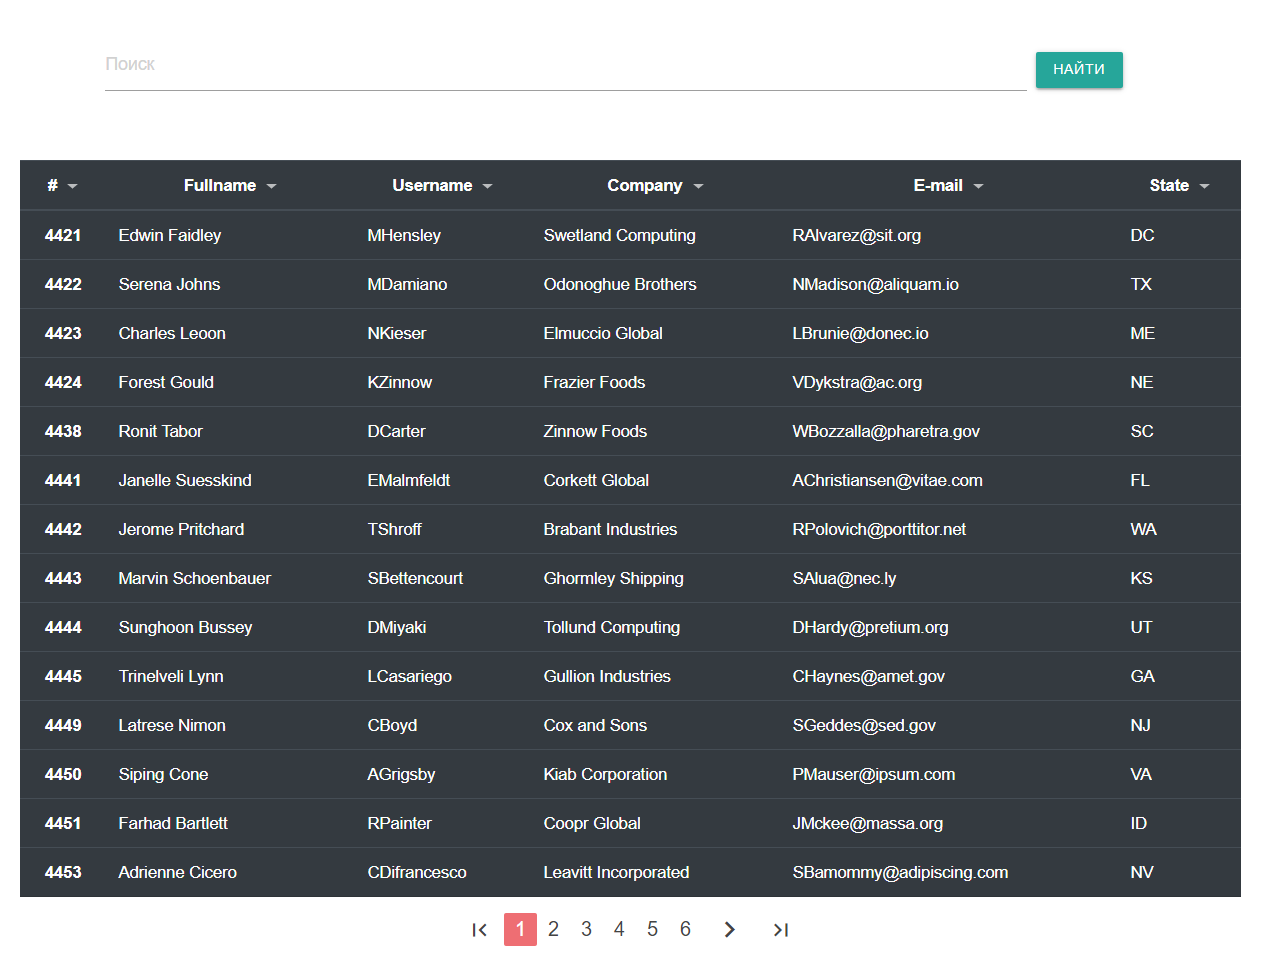 Поиск
НАЙТИ
# Fullname Username Company E-mail State
4421 Edwin Faidley MHensley Swetland Computing RAlvarez@sit.org DC
4422 Serena Johns MDamiano Odonoghue Brothers NMadison@aliquam.io TX
4423 Charles Leoon NKieser Elmuccio Global LBrunie@donec.io ME
4424 Forest Gould KZinnow Frazier Foods VDykstra@ac.org NE
4438 Ronit Tabor DCarter Zinnow Foods WBozzalla@pharetra.gov SC
4441 Janelle Suesskind EMalmfeldt Corkett Global AChristiansen@vitae.com FL
4442 Jerome Pritchard TShroff Brabant Industries RPolovich@porttitor.net WA
4443 Marvin Schoenbauer SBettencourt Ghormley Shipping SAlua@nec.ly KS
4444 Sunghoon Bussey DMiyaki Tollund Computing DHardy@pretium.org UT
4445 Trinelveli Lynn LCasariego Gullion Industries CHaynes@amet.gov GA
4449 Latrese Nimon CBoyd Cox and Sons SGeddes@sed.gov NJ
4450 Siping Cone AGrigsby Kiab Corporation PMauser@ipsum.com VA
4451 Farhad Bartlett RPainter Coopr Global JMckee@massa.org ID
4453 Adrienne Cicero CDifrancesco Leavitt Incorporated SBamommy@adipiscing.com NV
1 2 3 4 5 6